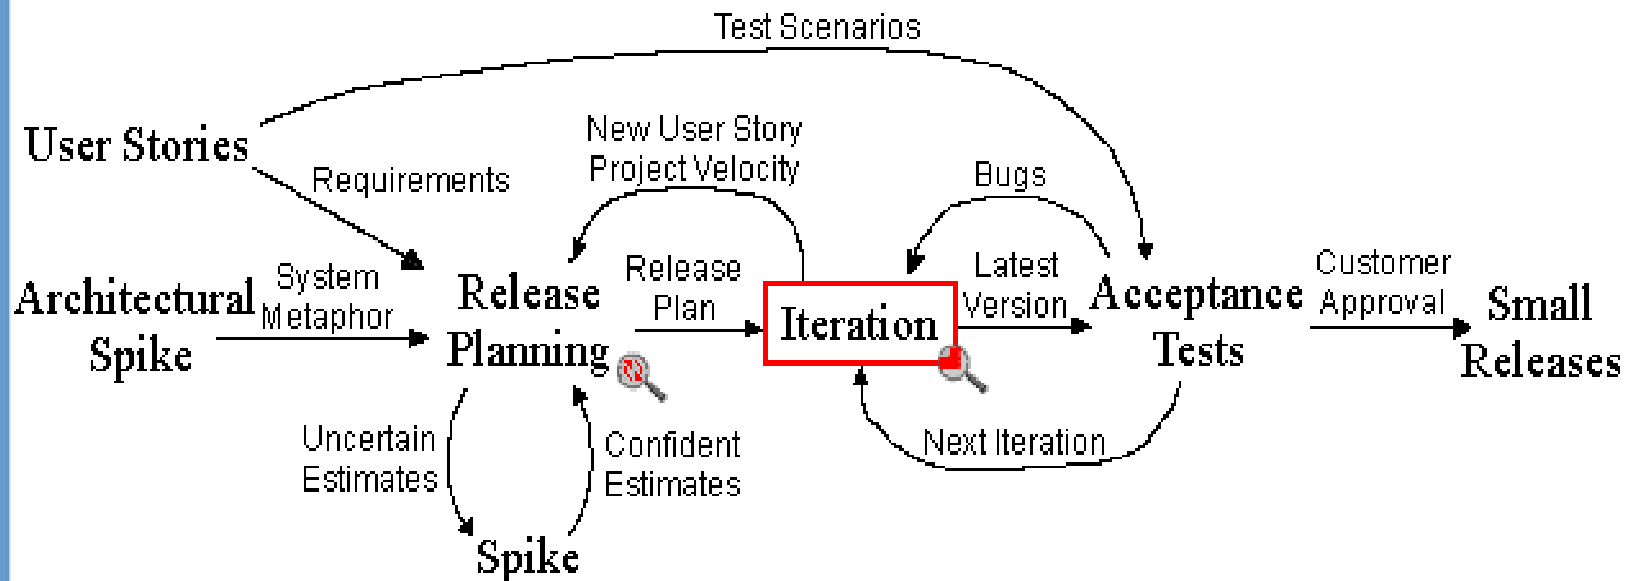 Test Scenarios
User Stories
New User Story
Project Velocity
Requirements
Bugs
Architectural
Spike
System
Metaphor
Release
Planning
Release
Plan
Iteration
Latest
Version
Acceptance
Tests
Customer
Approval
Small
Releases
Uncertain
Estimates
Confident
Estimates
Next Iteration
Spike